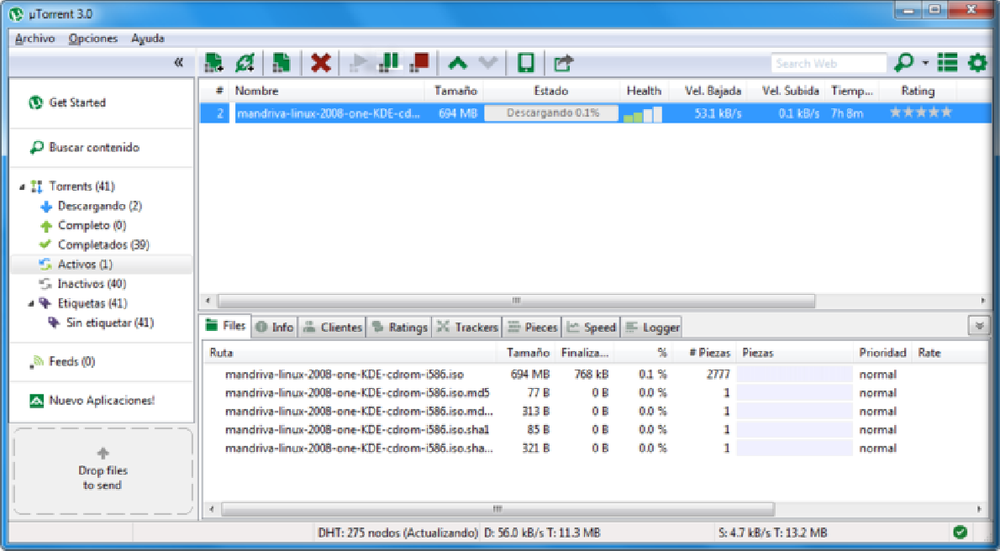 µTorrent 3.0
Archivo Opciones Ayuda
Search Web
Get Started
Buscar contenido
Torrents (41)
Descargando (2)
Completo (0)
Completados (39)
Activos (1)
Inactivos (40)
Etiquetas (41)
Sin etiquetar (41)
Feeds (0)
Nuevo Aplicaciones!
Drop files
to send
# Nombre Tamaño Estado Health Vel. Bajada Vel. Subida Tiemp... Rating
2 mandriva-linux-2008-one-KDE-cd... 694 MB Descargando 0.1% 53.1 kB/s 0.1 kB/s 7h 8m
Files Info Clientes Ratings Trackers Pieces Speed Logger
Ruta Tamaño Finaliza... % # Piezas Piezas Prioridad Rate
mandriva-linux-2008-one-KDE-cdrom-i586.iso 694 MB 768 kB 0.1 % 2777 normal
mandriva-linux-2008-one-KDE-cdrom-i586.iso.md5 77 B 0 B 0.0 % 1 normal
mandriva-linux-2008-one-KDE-cdrom-i586.iso.md... 313 B 0 B 0.0 % 1 normal
mandriva-linux-2008-one-KDE-cdrom-i586.iso.sha1 85 B 0 B 0.0 % 1 normal
mandriva-linux-2008-one-KDE-cdrom-i586.iso.sha... 321 B 0 B 0.0 % 1 normal
DHT: 275 nodos (Actualizando) D: 56.0 kB/s T: 11.3 MB S: 4.7 kB/s T: 13.2 MB